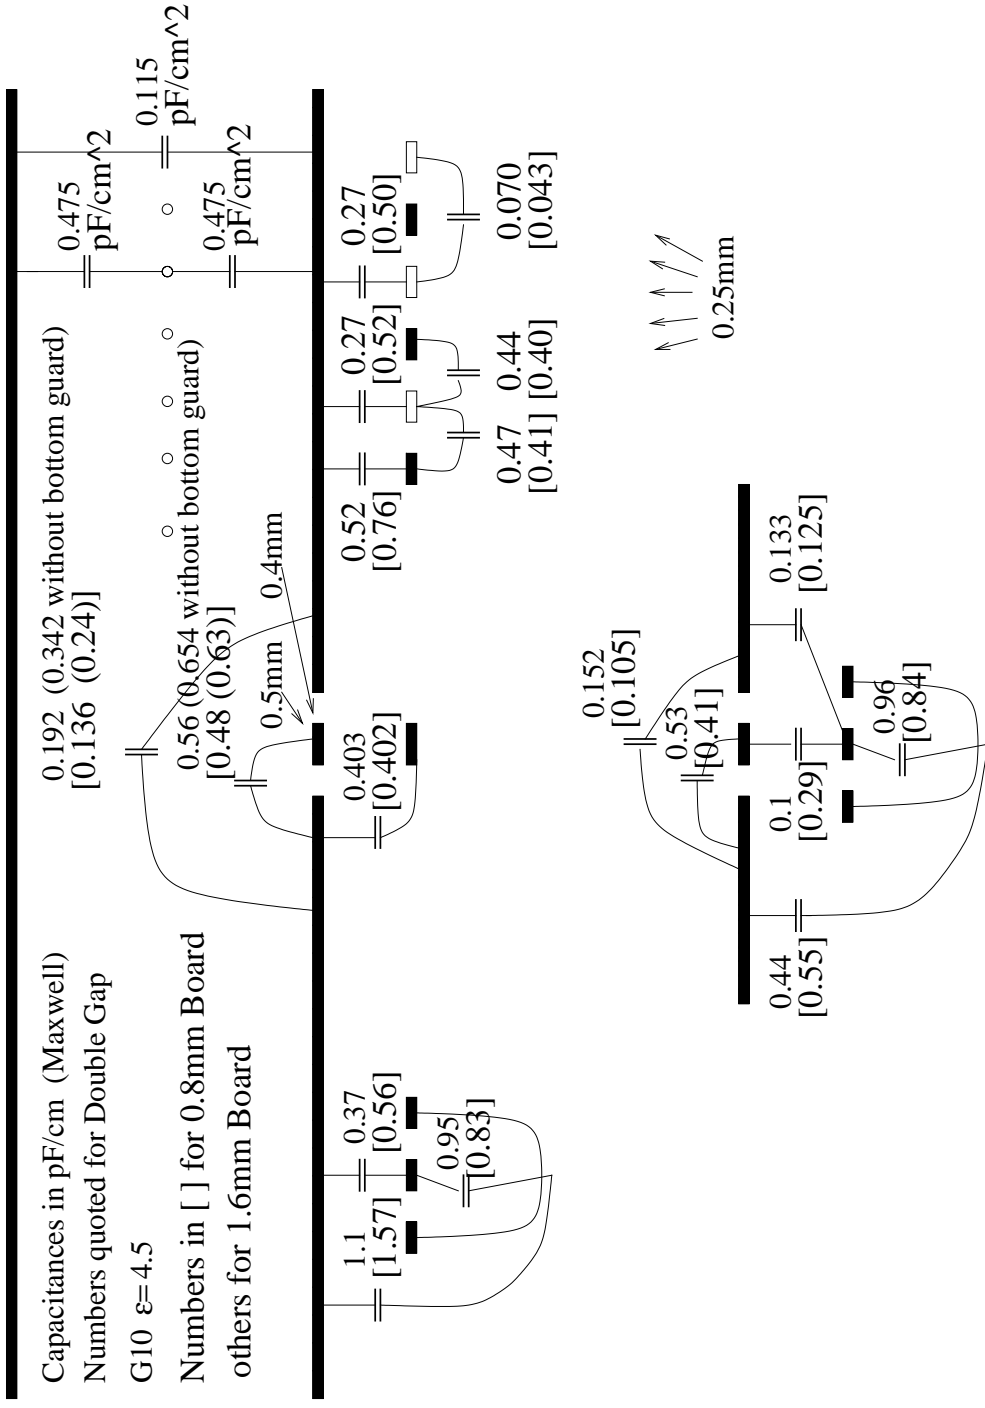 Capacitances in pF/cm (Maxwell)
Numbers quoted for Double Gap
G10 ε=4.5
Numbers in [ ] for 0.8mm Board
others for 1.6mm Board
0.192 (0.342 without bottom guard)
[0.136 (0.24)]
0.56 (0.654 without bottom guard)
[0.48 (0.63)]
0.475
pF/cm^2
0.115
pF/cm^2
0.475
pF/cm^2
0.5mm
0.4mm
1.1
[1.57]
0.37
[0.56]
0.95
[0.83]
0.403
[0.402]
0.52
[0.76]
0.27
[0.52]
0.27
[0.50]
0.47
[0.41]
0.44
[0.40]
0.070
[0.043]
0.152
[0.105]
0.53
[0.41]
0.25mm
0.44
[0.55]
0.1
[0.29]
0.133
[0.125]
0.96
[0.84]